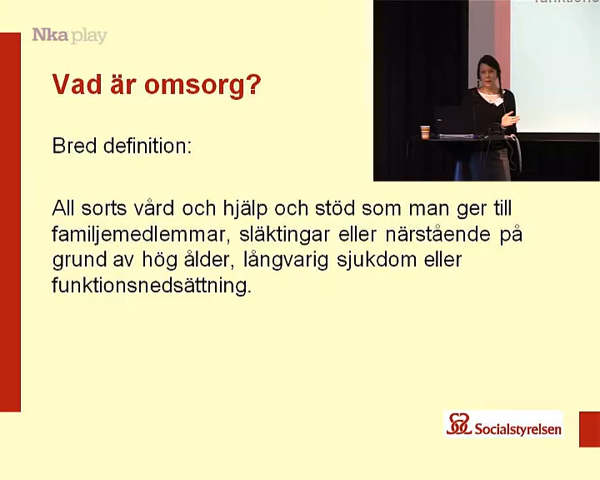 Nka play
funktions
Vad är omsorg?
Bred definition:
All sorts vård och hjälp och stöd som man ger till
familjemedlemmar, släktingar eller närstående på
grund av hög ålder, långvarig sjukdom eller
funktionsnedsättning.
Socialstyrelsen